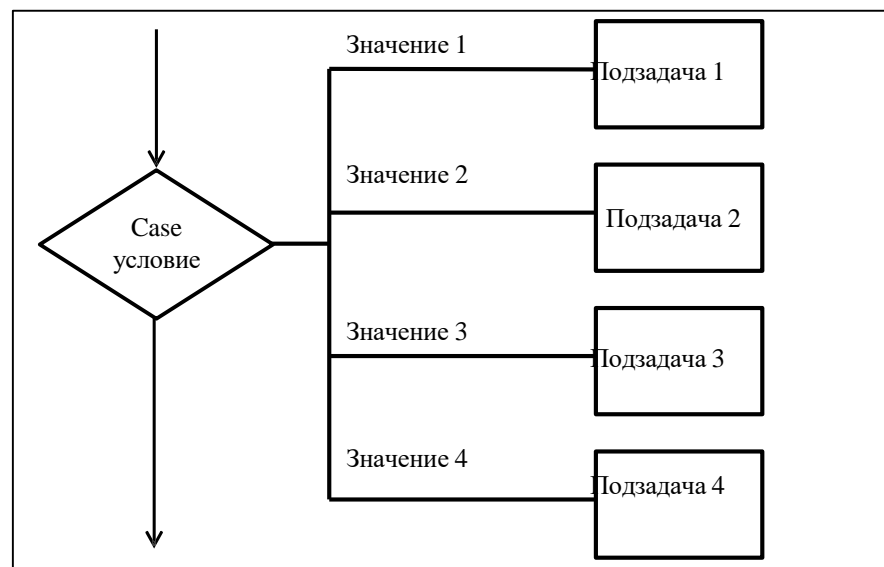 Значение 1
Подзадача 1
Значение 2
Подзадача 2
Case
условие
Значение 3
Подзадача 3
Значение 4
Подзадача 4